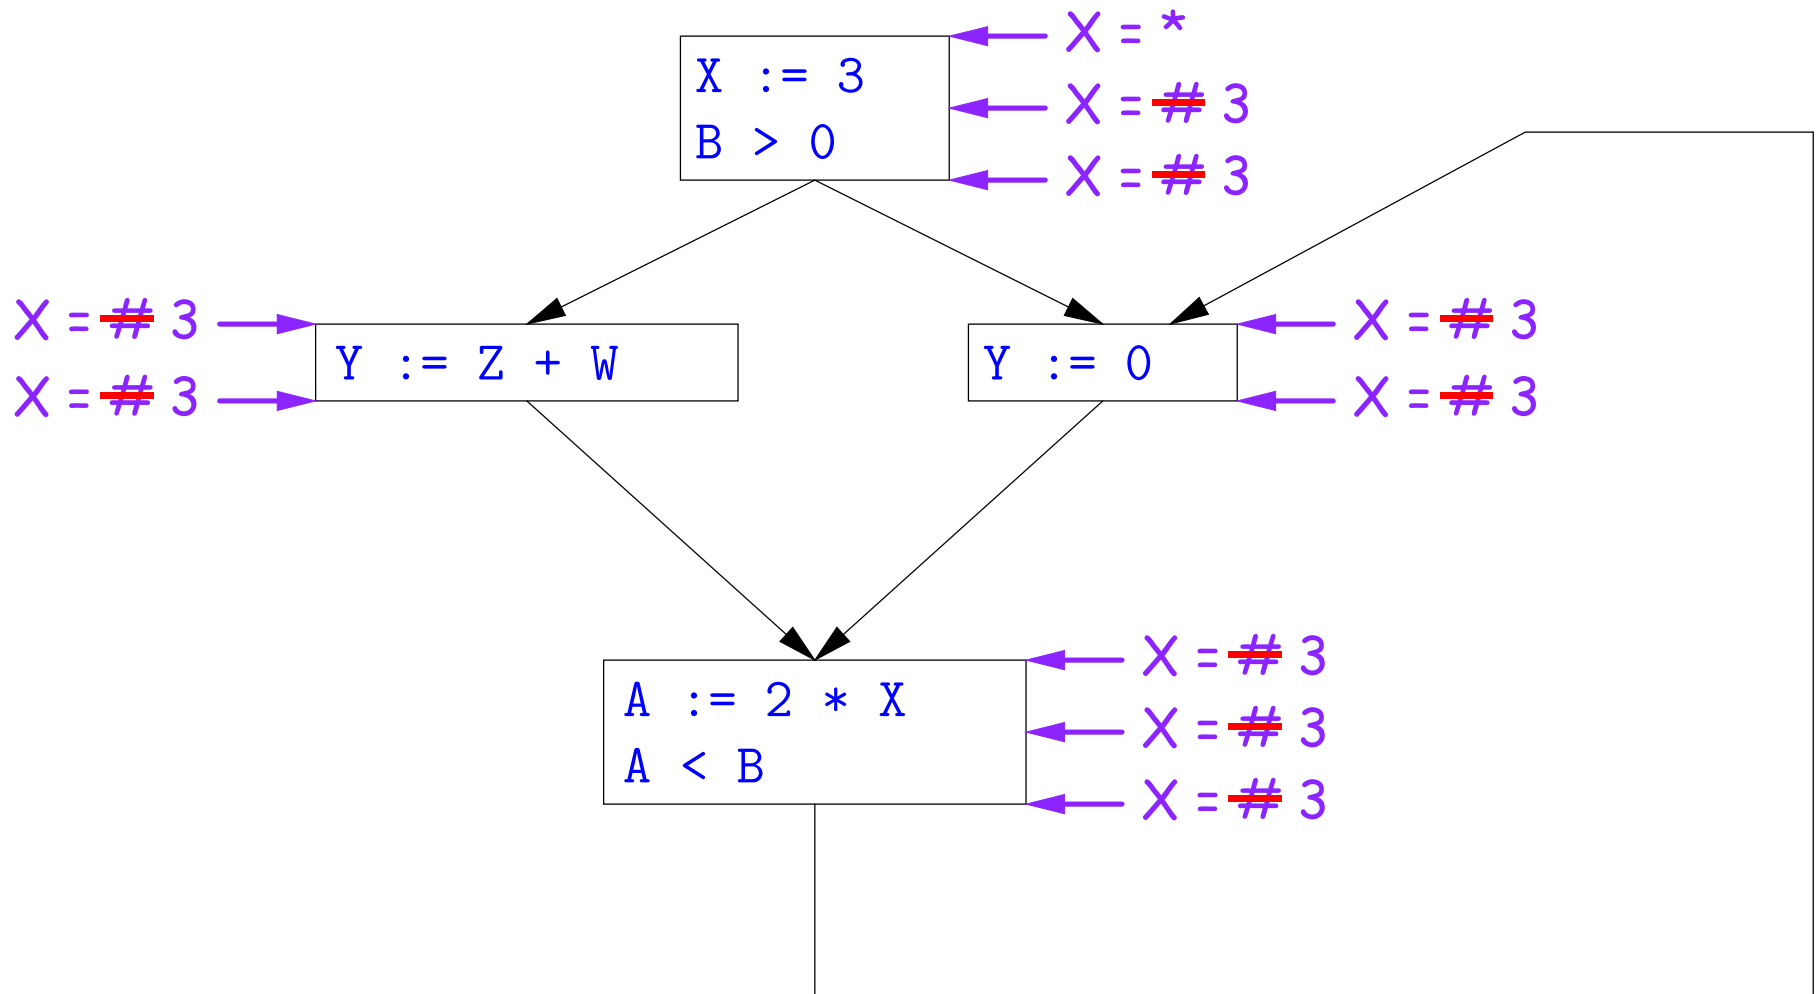 X = *
X := 3
X = # 3
B > 0
X = # 3
X = # 3
Y := Z + W
X = # 3
Y := 0
X = # 3
X = # 3
X = # 3
A := 2 * X
X = # 3
A < B
X = # 3